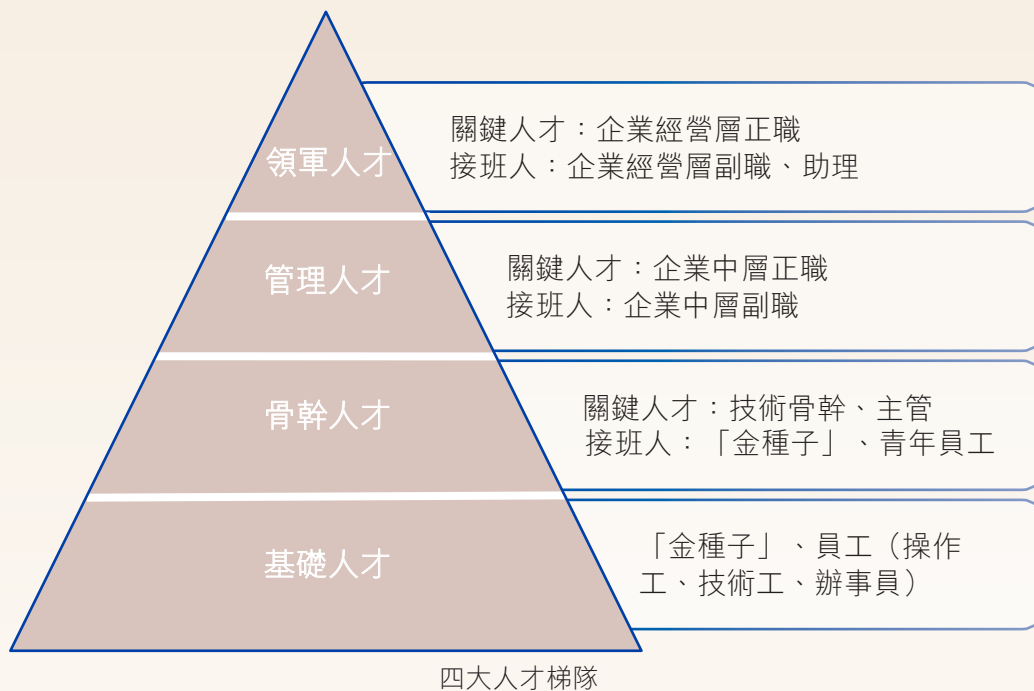 領軍人才
關鍵人才：企業經營層正職
接班人：企業經營層副職、助理
管理人才
關鍵人才：企業中層正職
接班人：企業中層副職
骨幹人才
關鍵人才：技術骨幹、主管
接班人：「金種子」、青年員工
基礎人才
「金種子」、員工（操作
工、技術工、辦事員）
四大人才梯隊